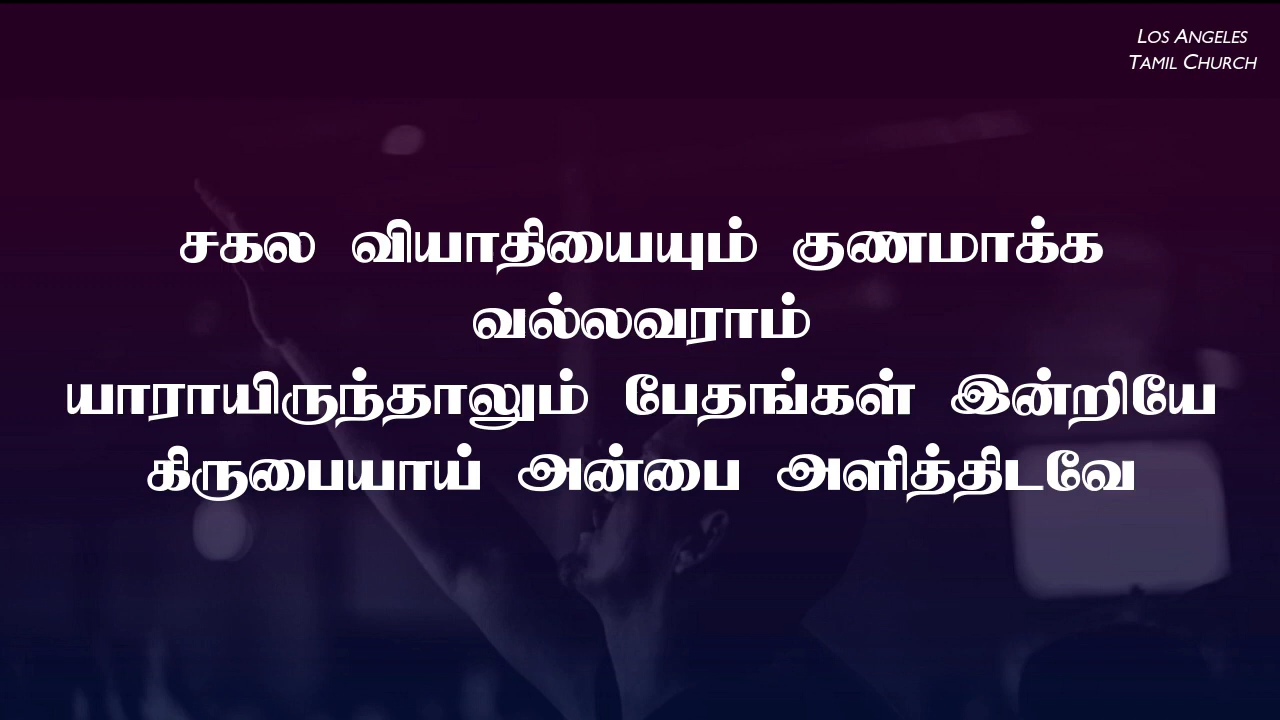 Los Angeles
Tamil Church
சகல வியாதியையும் குணமாக்க
வல்லவராம்
யாராயிருந்தாலும் பேதங்கள் இன்றியே
கிருபையாய் அன்பை அளித்திடவே